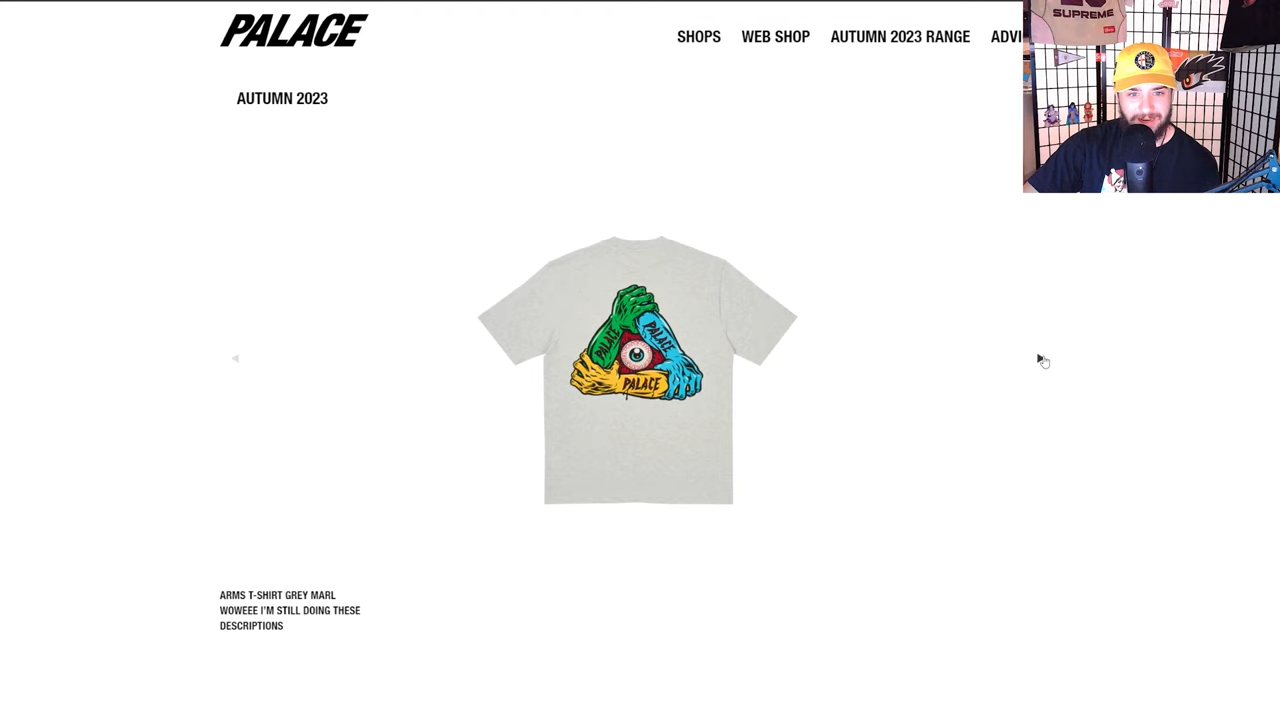 PALACE
SHOPS WEB SHOP AUTUMN 2023 RANGE ADVI
SUPREME
AUTUMN 2023
PALACE
PALACE
PALACE
ARMS T-SHIRT GREY MARL
WOWEEE I'M STILL DOING THESE
DESCRIPTIONS